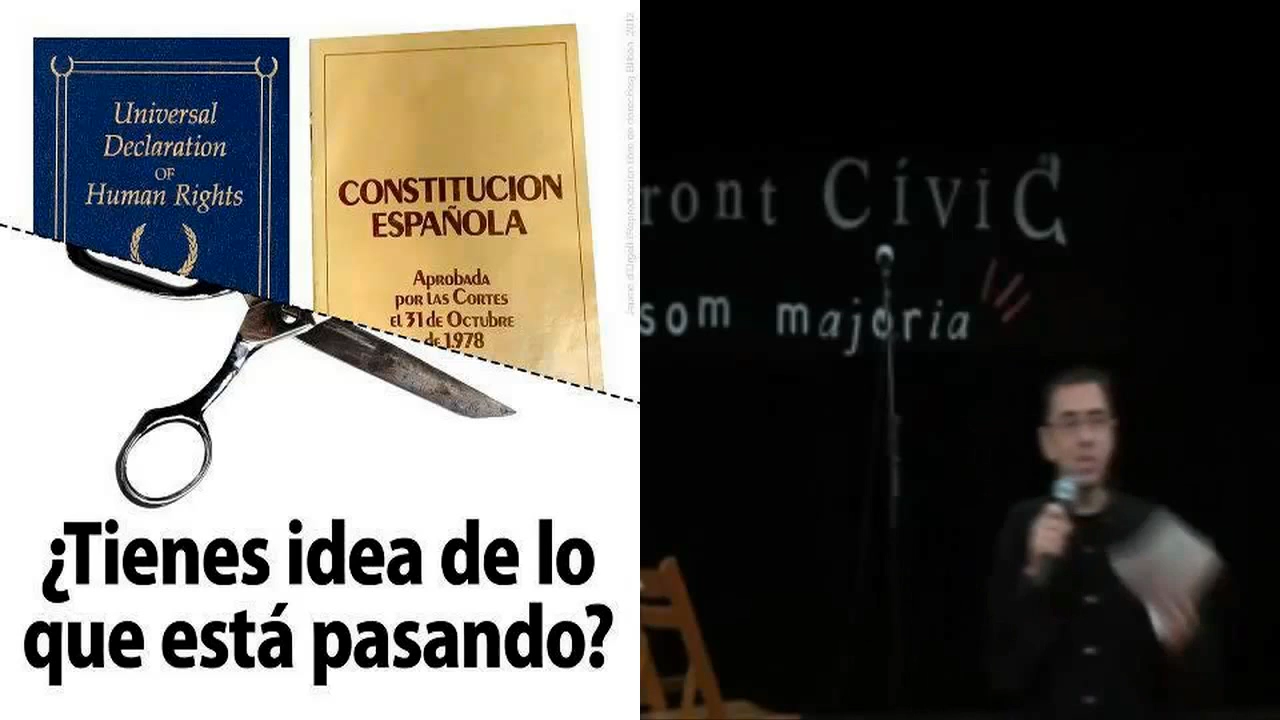 Universal
Declaration
OF
Human Rights
CONSTITUCION
ESPAÑOLA
Aprobada
por las Cortes
el 31 de Octubre
de 1978
¿Tienes idea de lo
que está pasando?
ront Cívic
som majoria